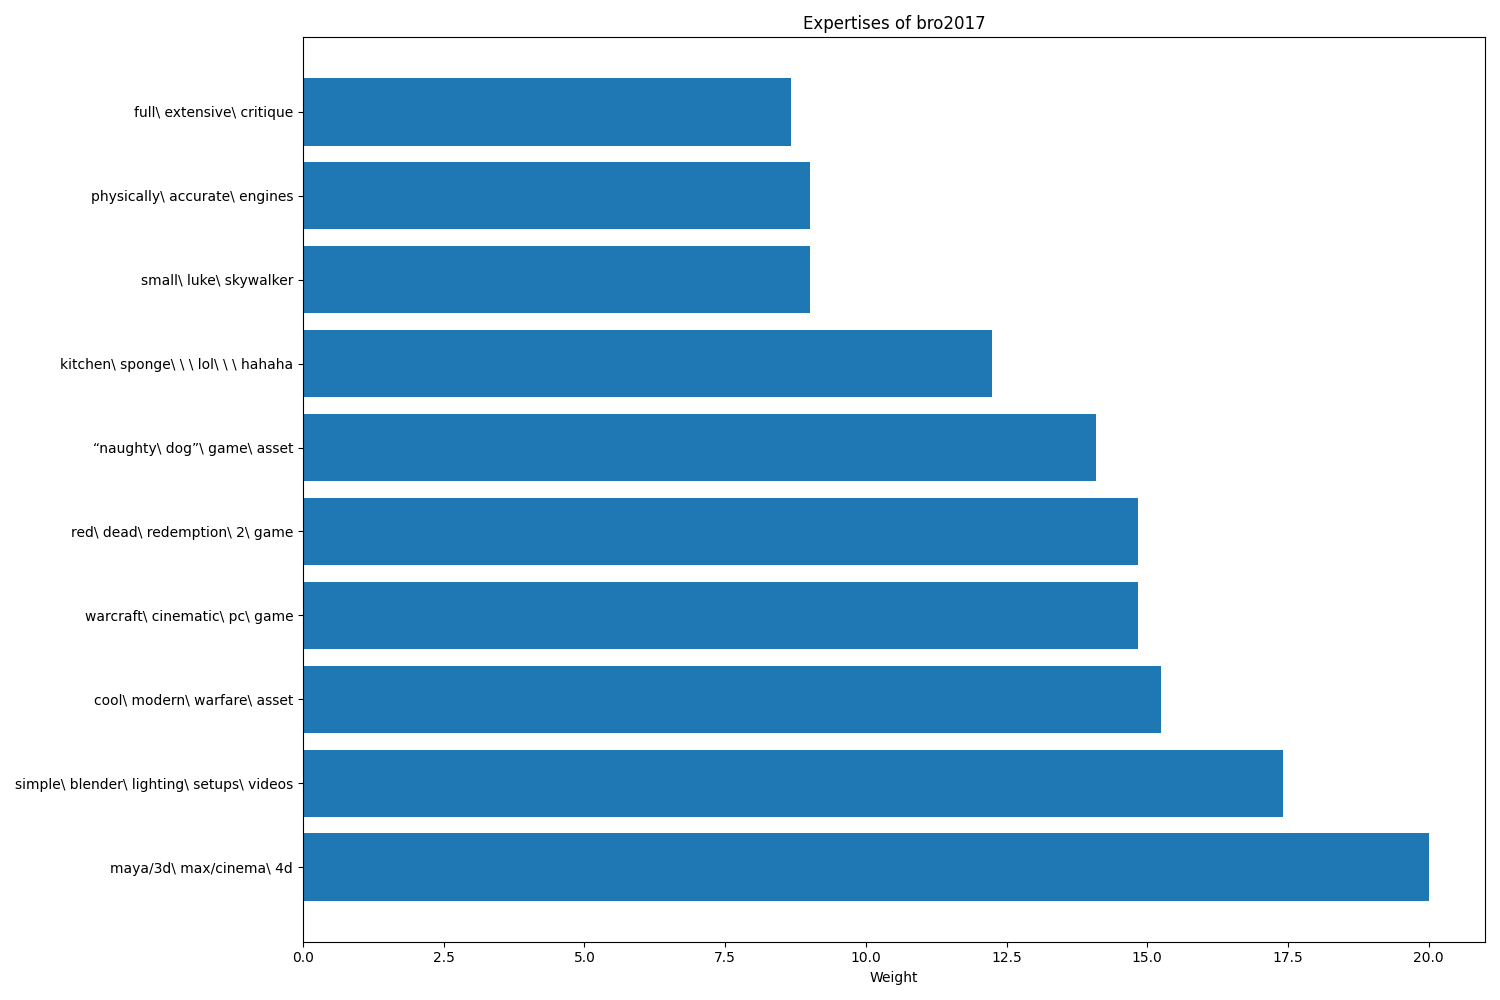 Expertises of bro2017
full\ extensive\ critique
physically\ accurate\ engines
small\ luke\ skywalker
kitchen\ sponge\ \ \ lol\ \ \ hahaha
“naughty\ dog”\ game\ asset
red\ dead\ redemption\ 2\ game
warcraft\ cinematic\ pc\ game
cool\ modern\ warfare\ asset
simple\ blender\ lighting\ setups\ videos
maya/3d\ max/cinema\ 4d
0.0 2.5 5.0 7.5 10.0 12.5 15.0 17.5 20.0
Weight